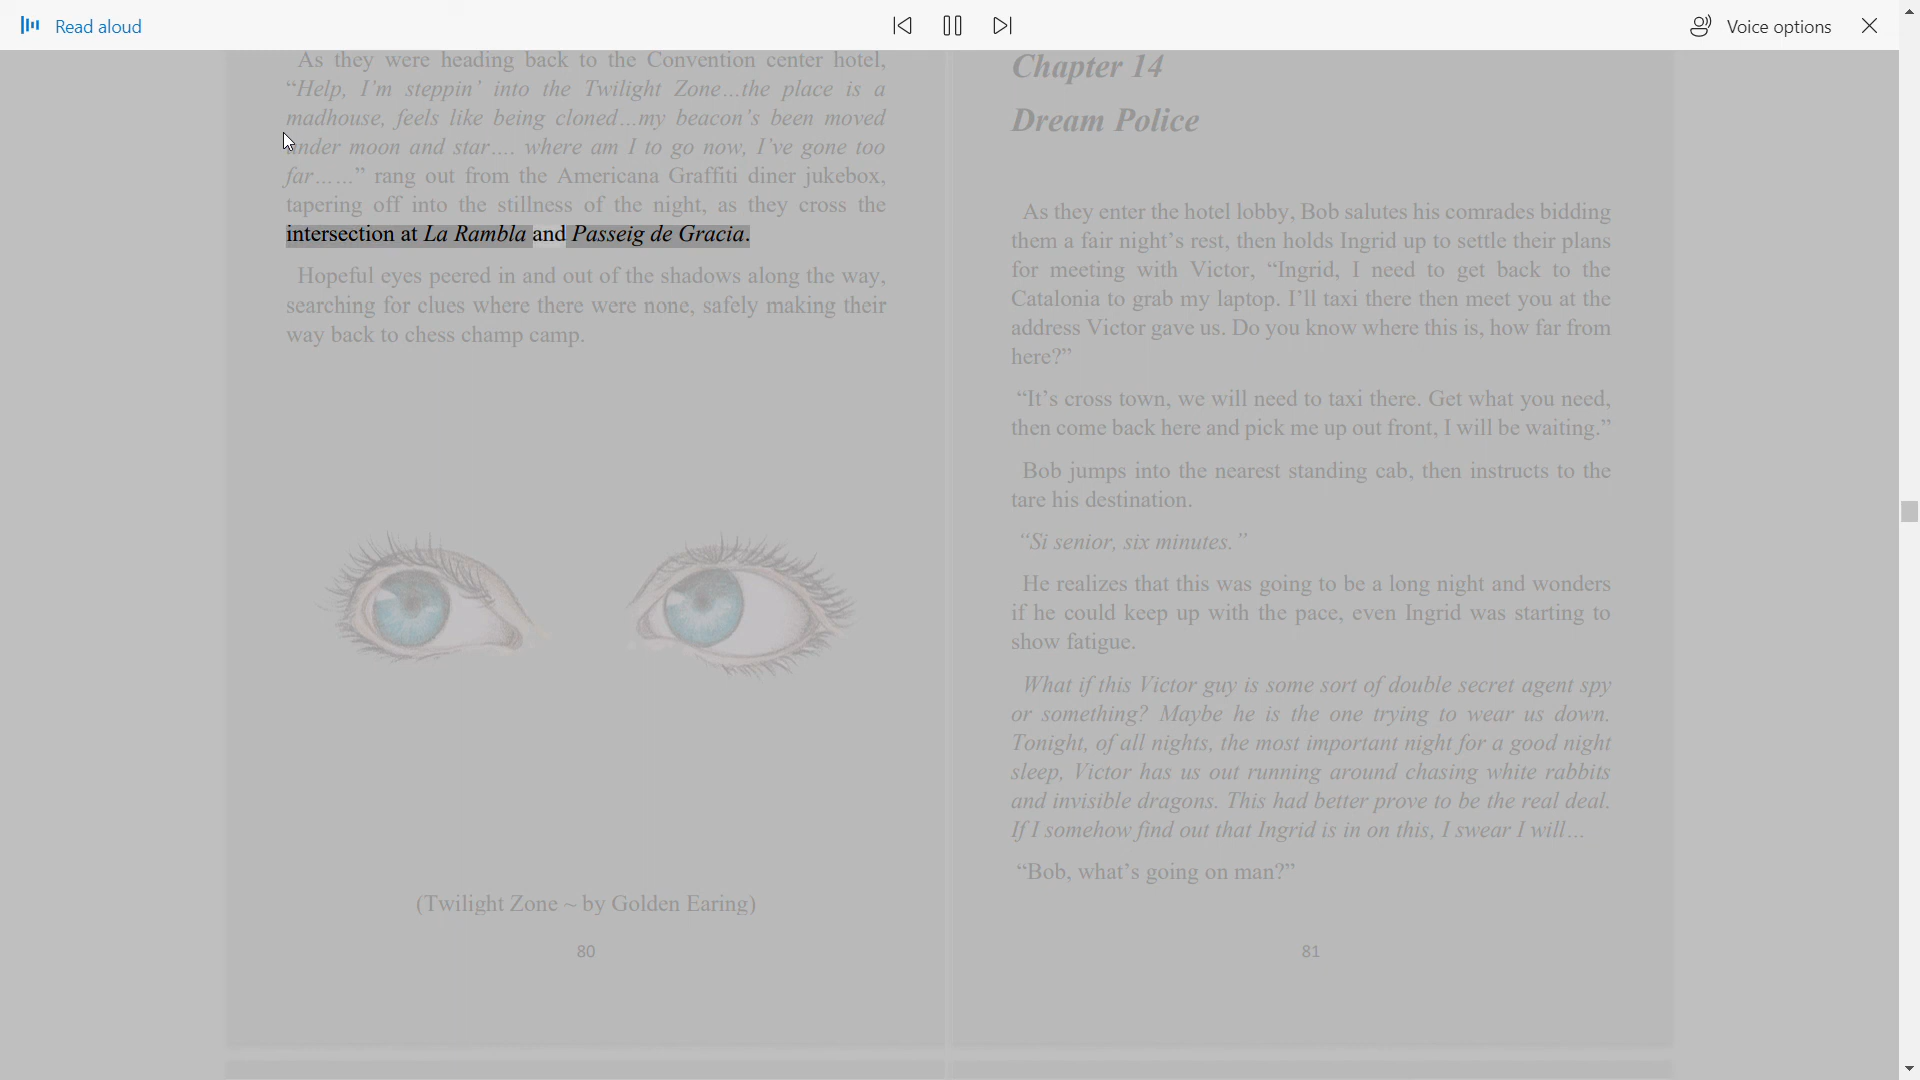 Read aloud
Voice options
As they were heading back to the Convention center hotel,
“Help, I’m steppin’ into the Twilight Zone…the place is a
madhouse, feels like being cloned…my beacon’s been moved
under moon and star…. where am I to go now, I’ve gone too
far……” rang out from the Americana Graffiti diner jukebox,
tapering off into the stillness of the night, as they cross the
intersection at La Rambla and Passeig de Gracia.
Hopeful eyes peered in and out of the shadows along the way,
searching for clues where there were none, safely making their
way back to chess champ camp.
(Twilight Zone ~ by Golden Earing)
80
Chapter 14
Dream Police
As they enter the hotel lobby, Bob salutes his comrades bidding
them a fair night’s rest, then holds Ingrid up to settle their plans
for meeting with Victor, “Ingrid, I need to get back to the
Catalonia to grab my laptop. I’ll taxi there then meet you at the
address Victor gave us. Do you know where this is, how far from
here?”
“It’s cross town, we will need to taxi there. Get what you need,
then come back here and pick me up out front, I will be waiting.”
Bob jumps into the nearest standing cab, then instructs to the
tare his destination.
“Si senior, six minutes.”
He realizes that this was going to be a long night and wonders
if he could keep up with the pace, even Ingrid was starting to
show fatigue.
What if this Victor guy is some sort of double secret agent spy
or something? Maybe he is the one trying to wear us down.
Tonight, of all nights, the most important night for a good night
sleep, Victor has us out running around chasing white rabbits
and invisible dragons. This had better prove to be the real deal.
If I somehow find out that Ingrid is in on this, I swear I will…
“Bob, what’s going on man?”
81